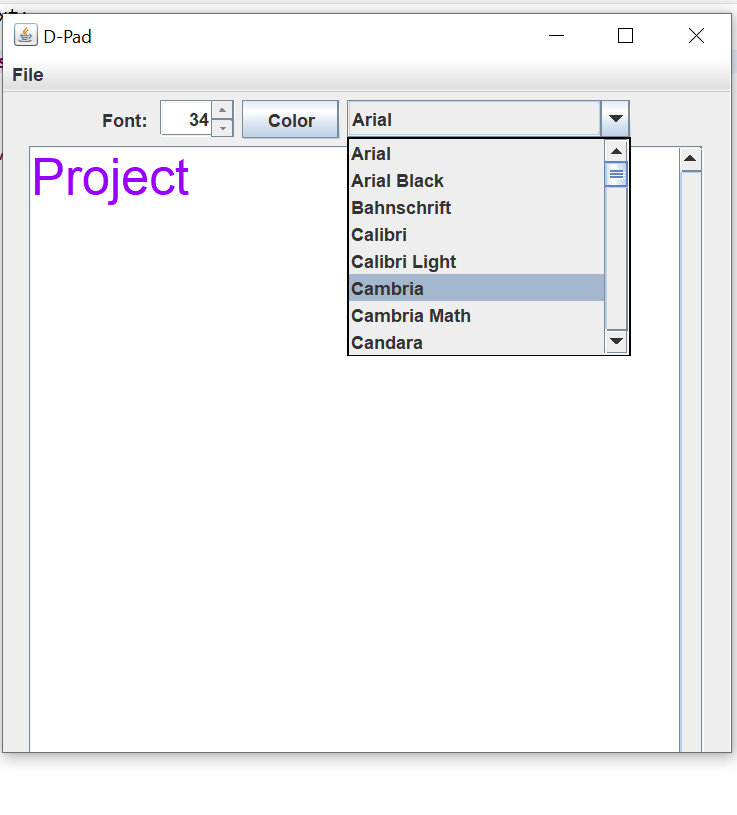 D-Pad
File
Font: 34 Color Arial
Project
Arial
Arial Black
Bahnschrift
Calibri
Calibri Light
Cambria
Cambria Math
Candara